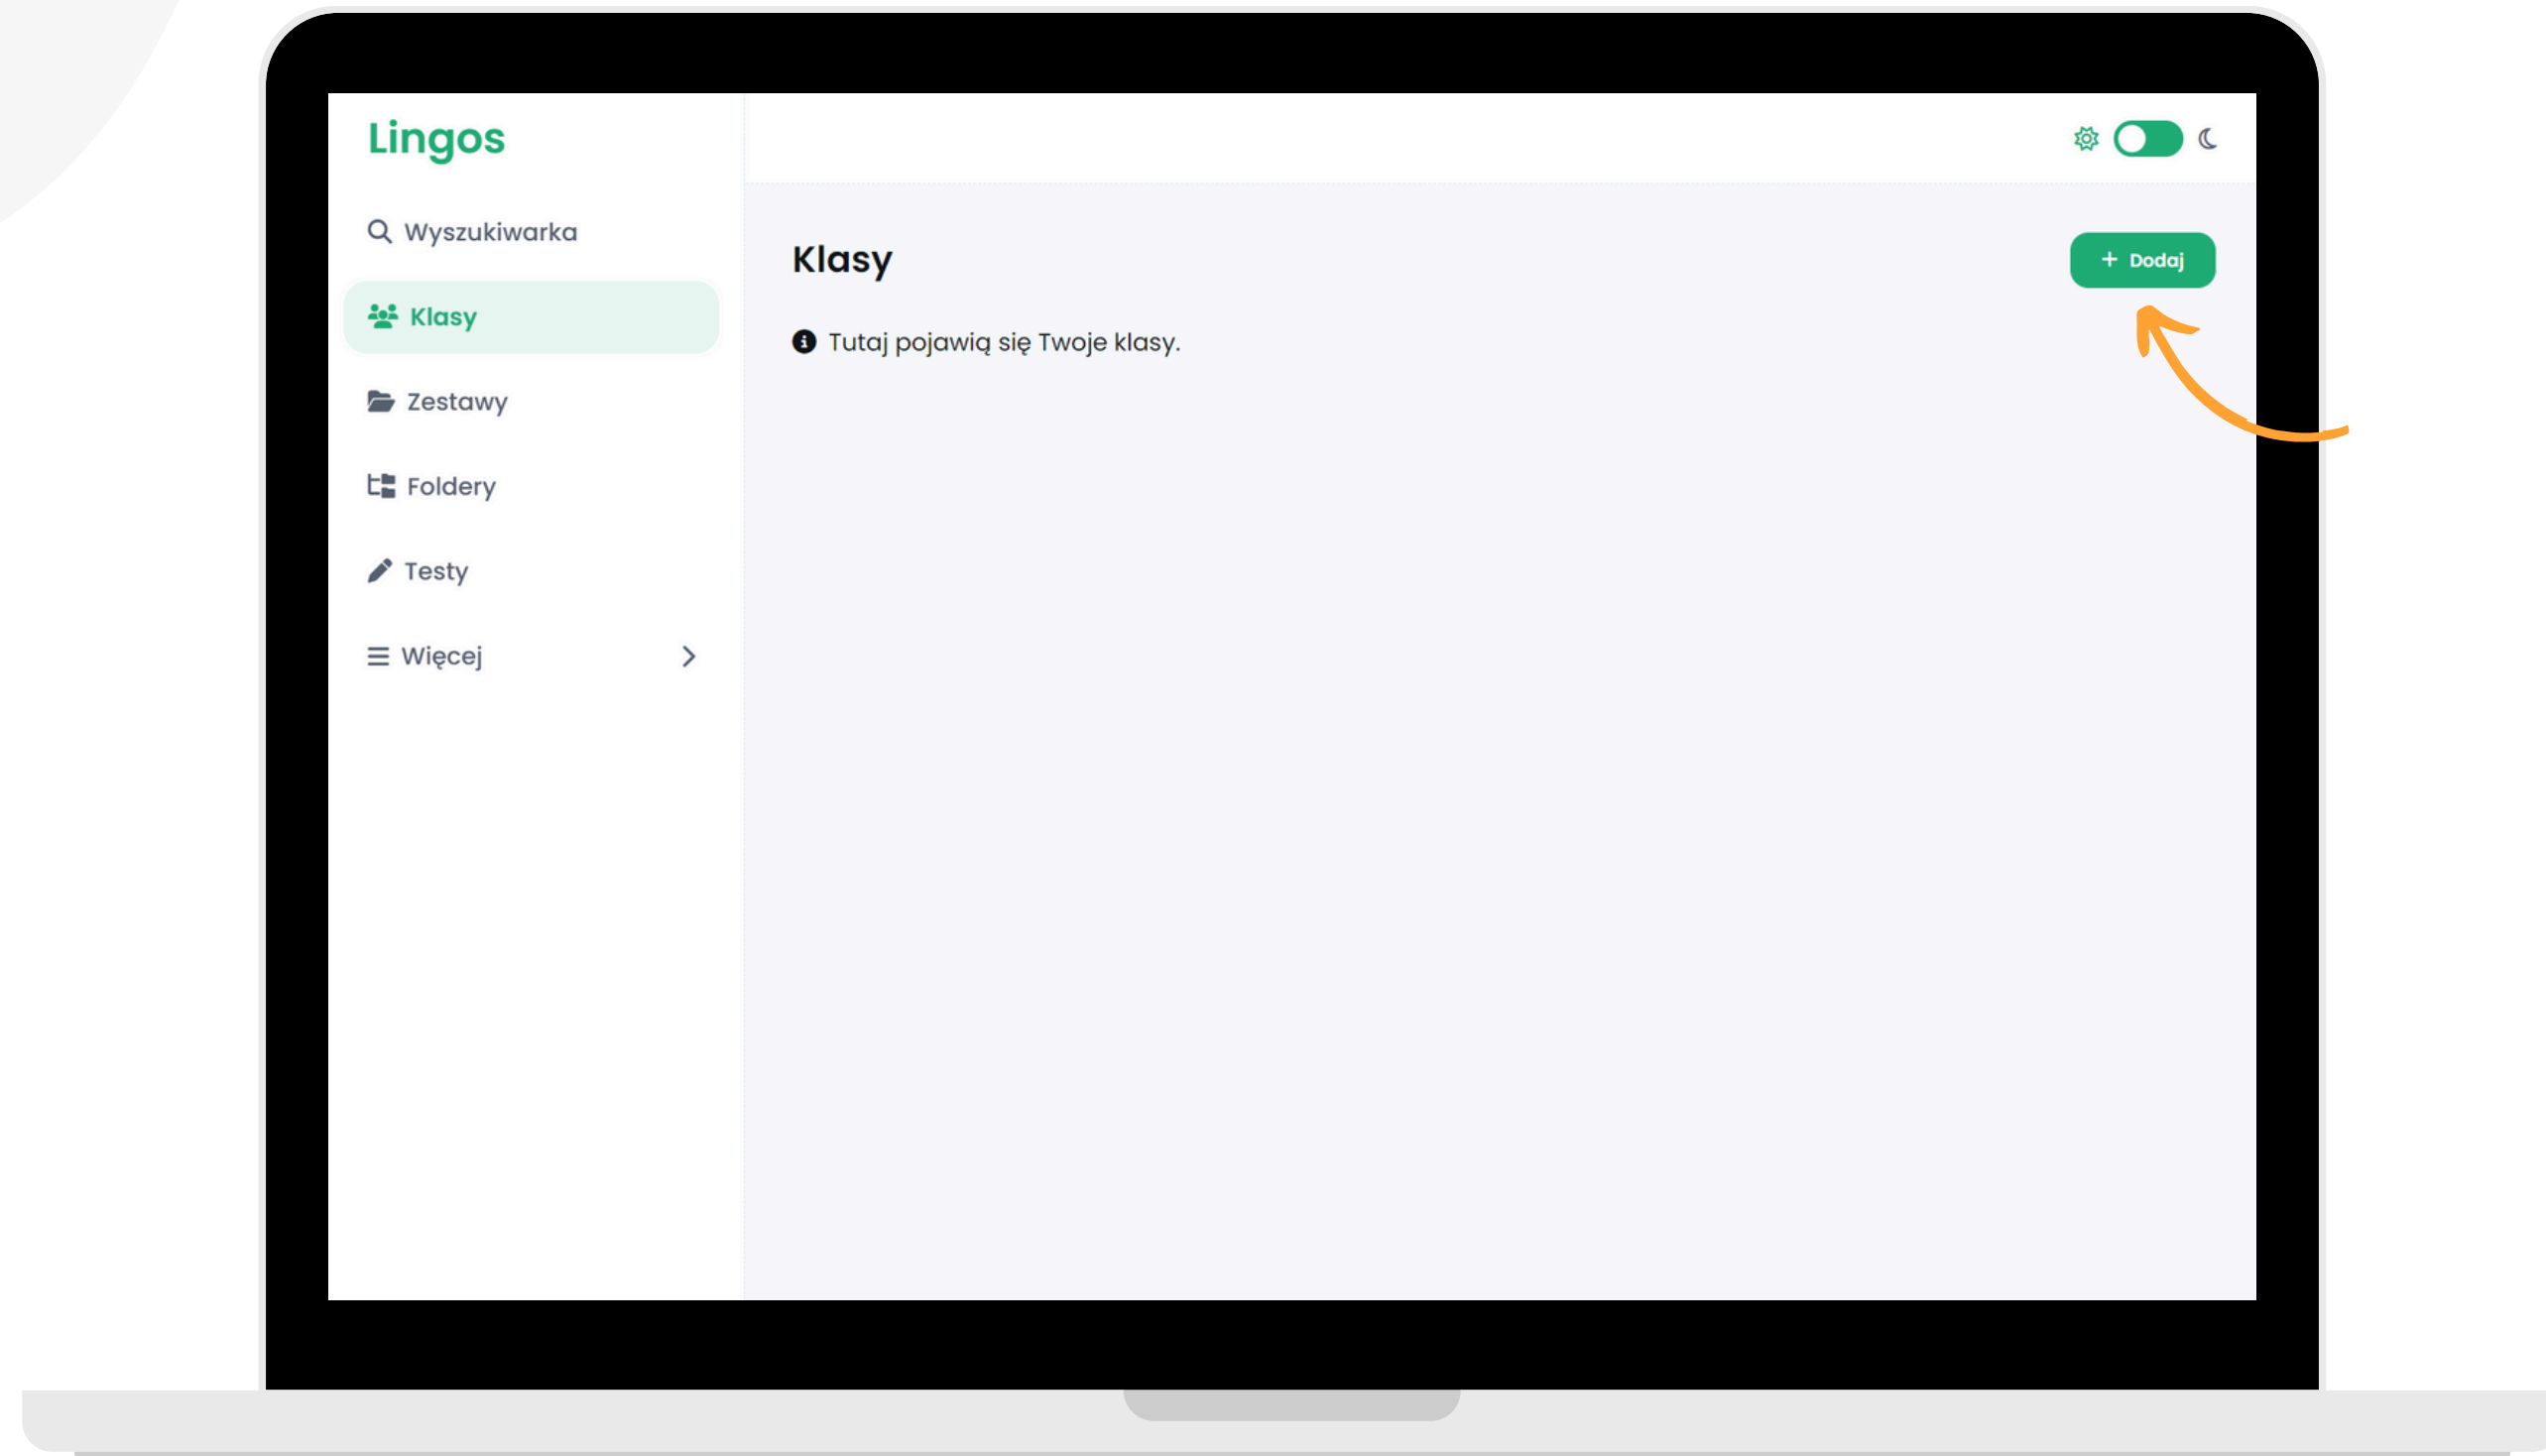 Lingos
Wyszukiwarka
Klasy
Zestawy
Foldery
Testy
Więcej
Klasy
+ Dodaj
Tutaj pojawią się Twoje klasy.